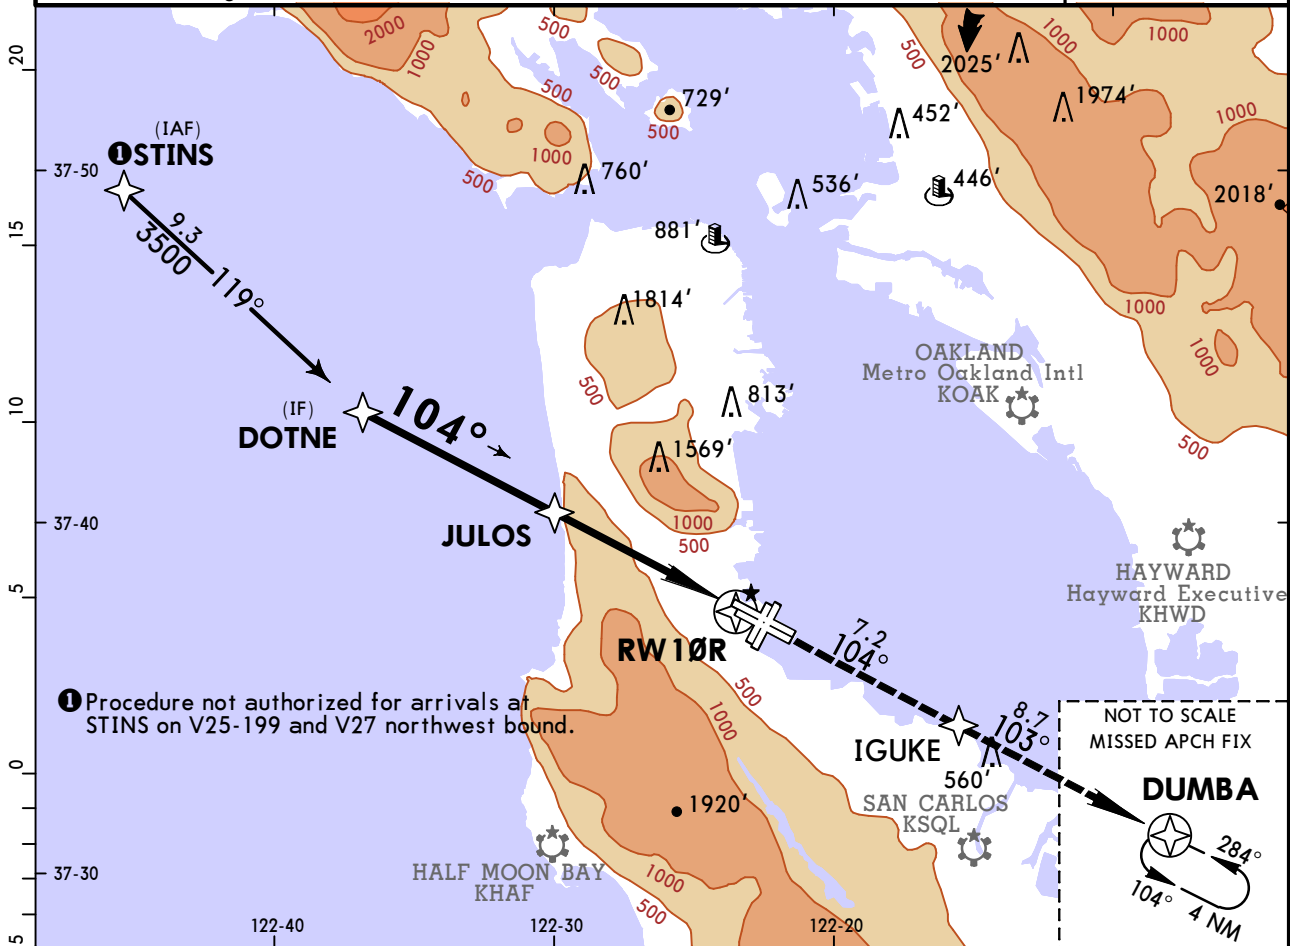 2000
1000
500
500
500
729'
500
1000
500
760'
500
2025'
1000
1000
1974'
452'
1000
446'
536'
2018'
20
(IAF)
❶STINS
37-50
9.3
3500
119°
15
881'
1814'
500
1000
1000
OAKLAND
Metro Oakland Intl
KOAK
10
(IF)
DOTNE
104°
813'
1569'
500
1000
500
37-40
JULOS
HAYWARD
Hayward Executive
KHWD
5
RW10R
7.2
104°
❶ Procedure not authorized for arrivals at
STINS on V25-199 and V27 northwest bound.
500
1000
8.7
103°
IGUKE
560'
NOT TO SCALE
MISSED APCH FIX
DUMBA
284°
104°
4 NM
0
1920'
SAN CARLOS
KSQL
HALF MOON BAY
KHAF
37-30
1000
500
5
122-40
122-30
122-20